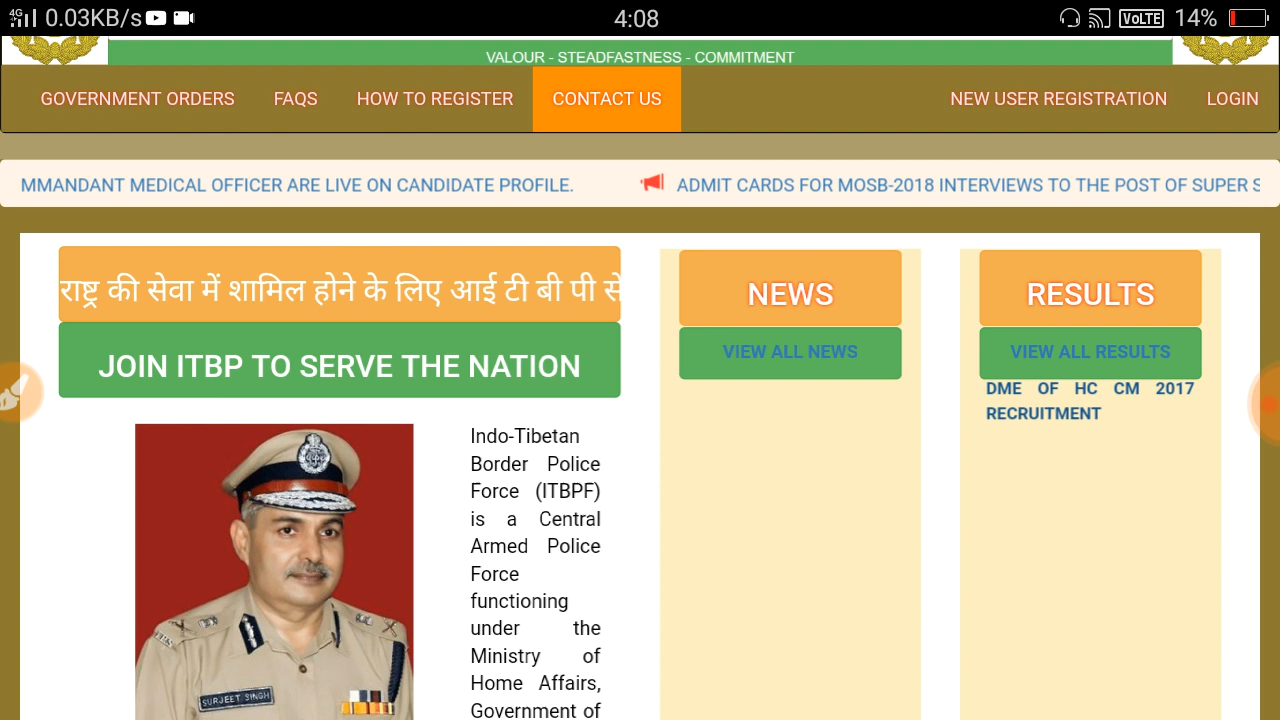 4G 0.03KB/s 4:08 VoLTE 14%
VALOUR - STEADFASTNESS - COMMITMENT
GOVERNMENT ORDERS FAQS HOW TO REGISTER CONTACT US NEW USER REGISTRATION LOGIN
MMANDANT MEDICAL OFFICER ARE LIVE ON CANDIDATE PROFILE. ADMIT CARDS FOR MOSB-2018 INTERVIEWS TO THE POST OF SUPER S
राष्ट्र की सेवा में शामिल होने के लिए आई टी बी पी से
JOIN ITBP TO SERVE THE NATION
Indo-Tibetan
Border Police
Force (ITBPF)
is a Central
Armed Police
Force
functioning
under the
Ministry of
Home Affairs,
Government of
SURJEET SINGH
NEWS
VIEW ALL NEWS
RESULTS
VIEW ALL RESULTS
DME OF HC CM 2017
RECRUITMENT